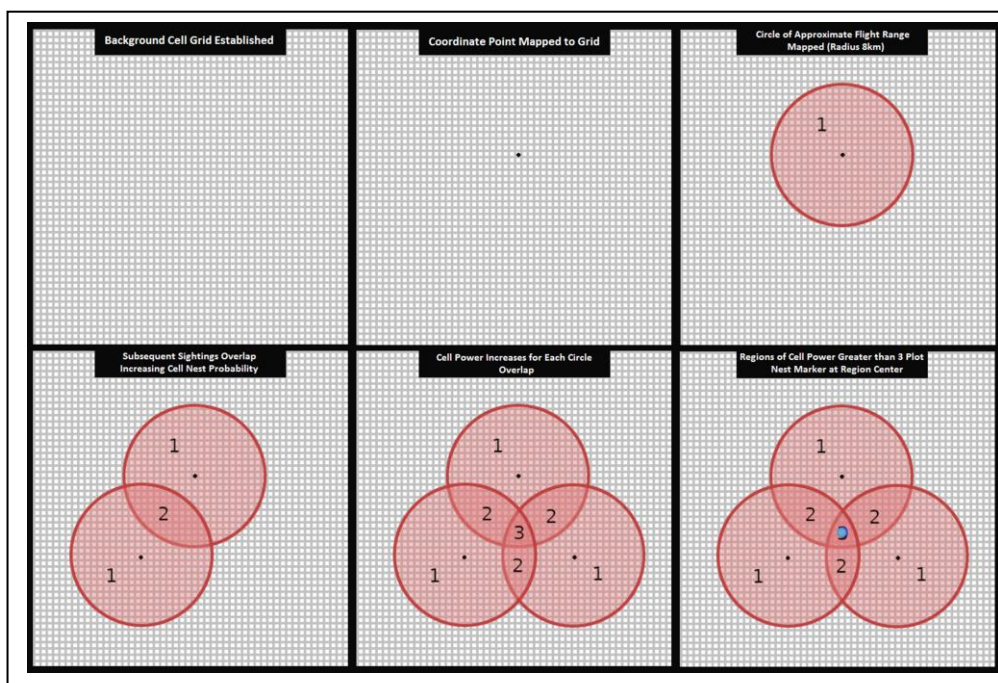 Background Cell Grid Established
Coordinate Point Mapped to Grid
Circle of Approximate Flight Range
Mapped (Radius 8km)
1
Subsequent Sightings Overlap
Increasing Cell Nest Probability
1
2
1
Cell Power Increases for Each Circle
Overlap
1
2
2
3
2
1
1
Regions of Cell Power Greater than 3 Plot
Nest Marker at Region Center
1
2
2
2
1
1